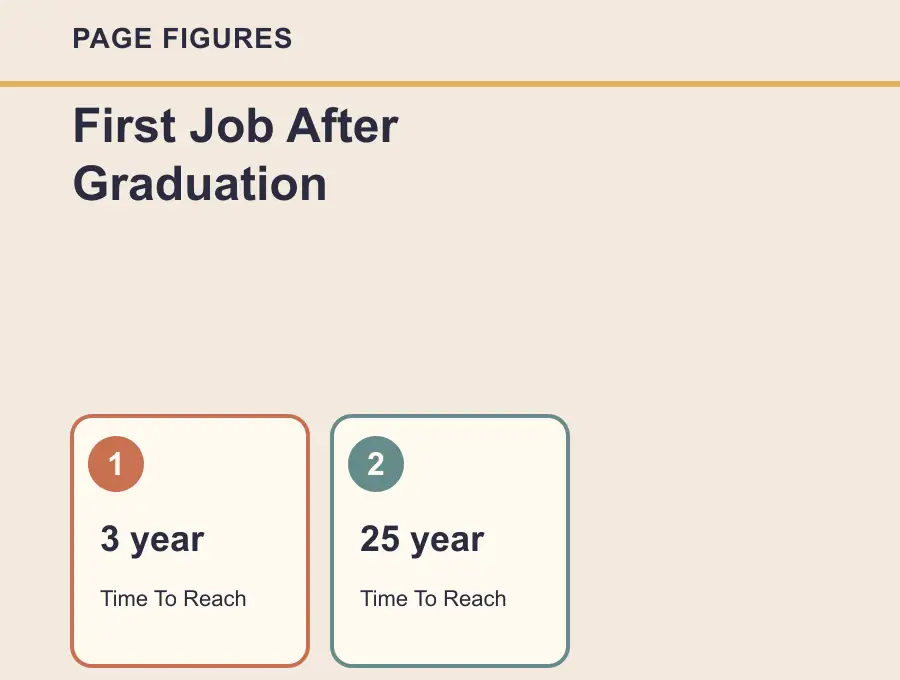 PAGE FIGURES
First Job After
Graduation
1
3 year
Time To Reach
2
25 year
Time To Reach